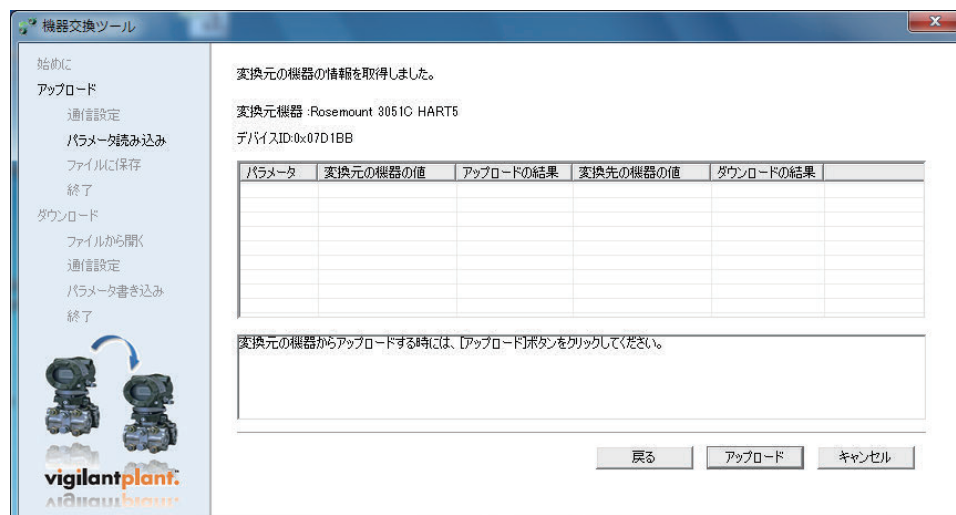 機器交換ツール
始めに
アップロード
通信設定
パラメータ読み込み
ファイルに保存
終了
ダウンロード
ファイルから開く
通信設定
パラメータ書き込み
終了
vigilantplant.
変換元の機器の情報を取得しました。
変換元機器 :Rosemount 3051C HART5
デバイスID:0x07D1BB
パラメータ 変換元の機器の値 アップロードの結果 変換先の機器の値 ダウンロードの結果
変換元の機器からアップロードする時には、[アップロード]ボタンをクリックしてください。
戻る アップロード キャンセル